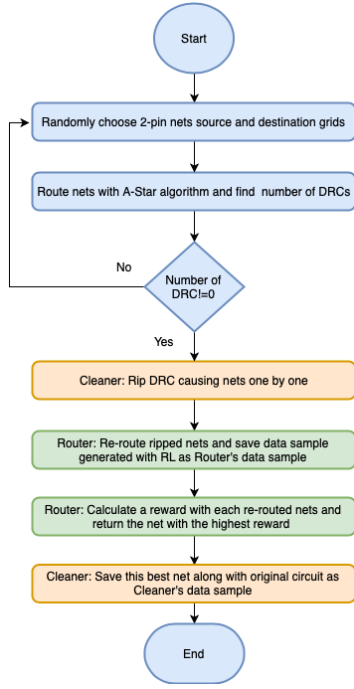 Start
Randomly choose 2-pin nets source and destination grids
Route nets with A-Star algorithm and find number of DRCs
No
Number of
DRC!=0
Yes
Cleaner: Rip DRC causing nets one by one
Router: Re-route ripped nets and save data sample
generated with RL as Router's data sample
Router: Calculate a reward with each re-routed nets and
return the net with the highest reward
Cleaner: Save this best net along with original circuit as
Cleaner's data sample
End